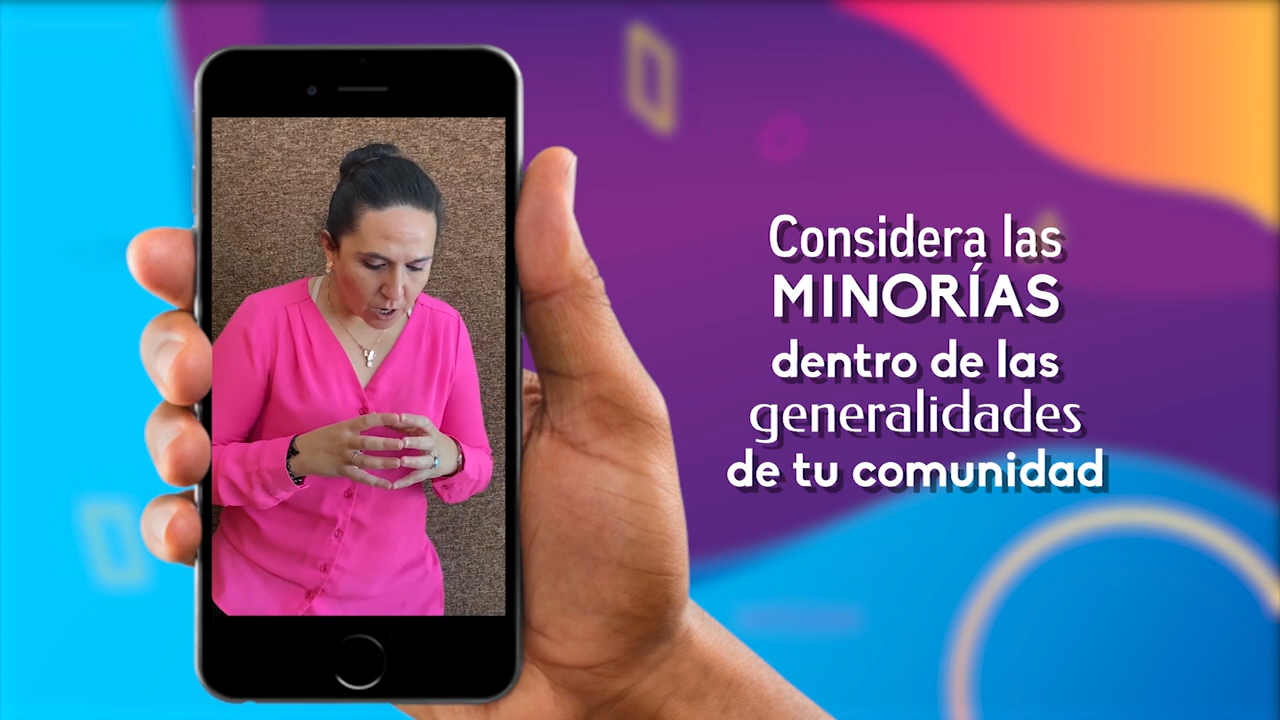 Considera las
MINORÍAS
dentro de las
generalidades
de tu comunidad